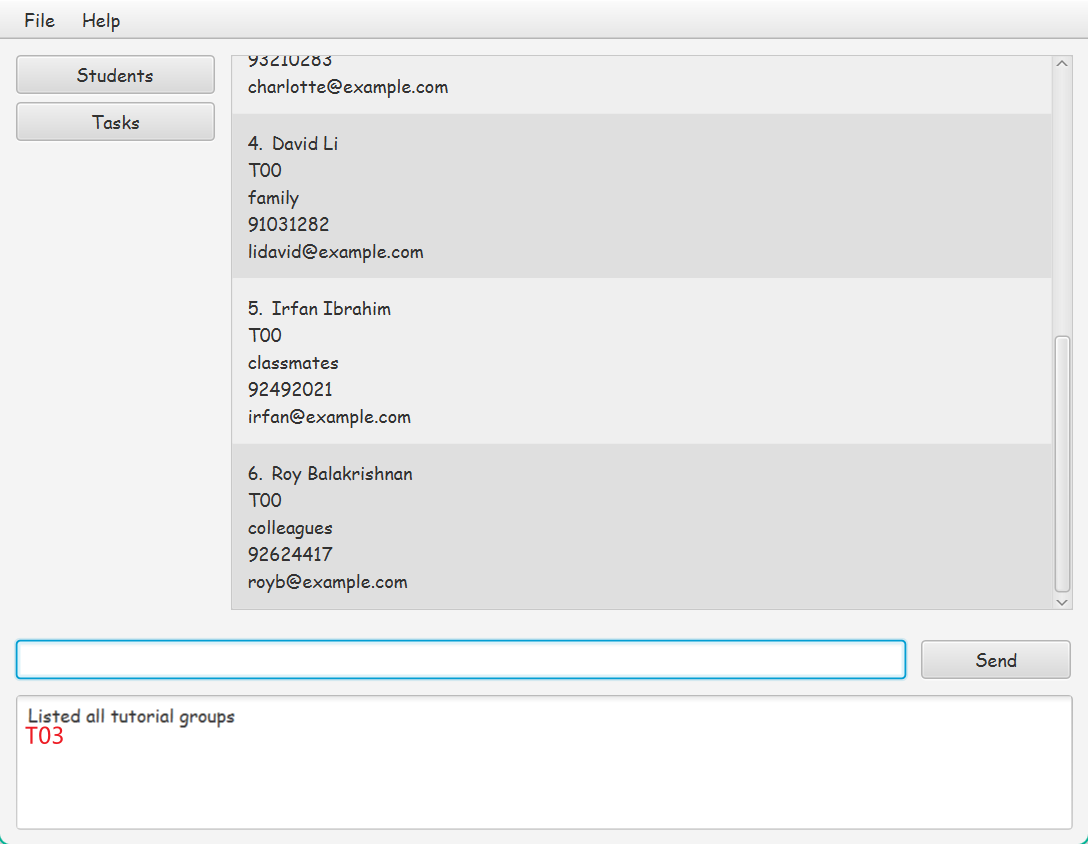 File Help
Students
Tasks
93210283
charlotte@example.com
4. David Li
T00
family
91031282
lidavid@example.com
5. Irfan Ibrahim
T00
classmates
92492021
irfan@example.com
6. Roy Balakrishnan
T00
colleagues
92624417
royb@example.com
Send
Listed all tutorial groups
T03